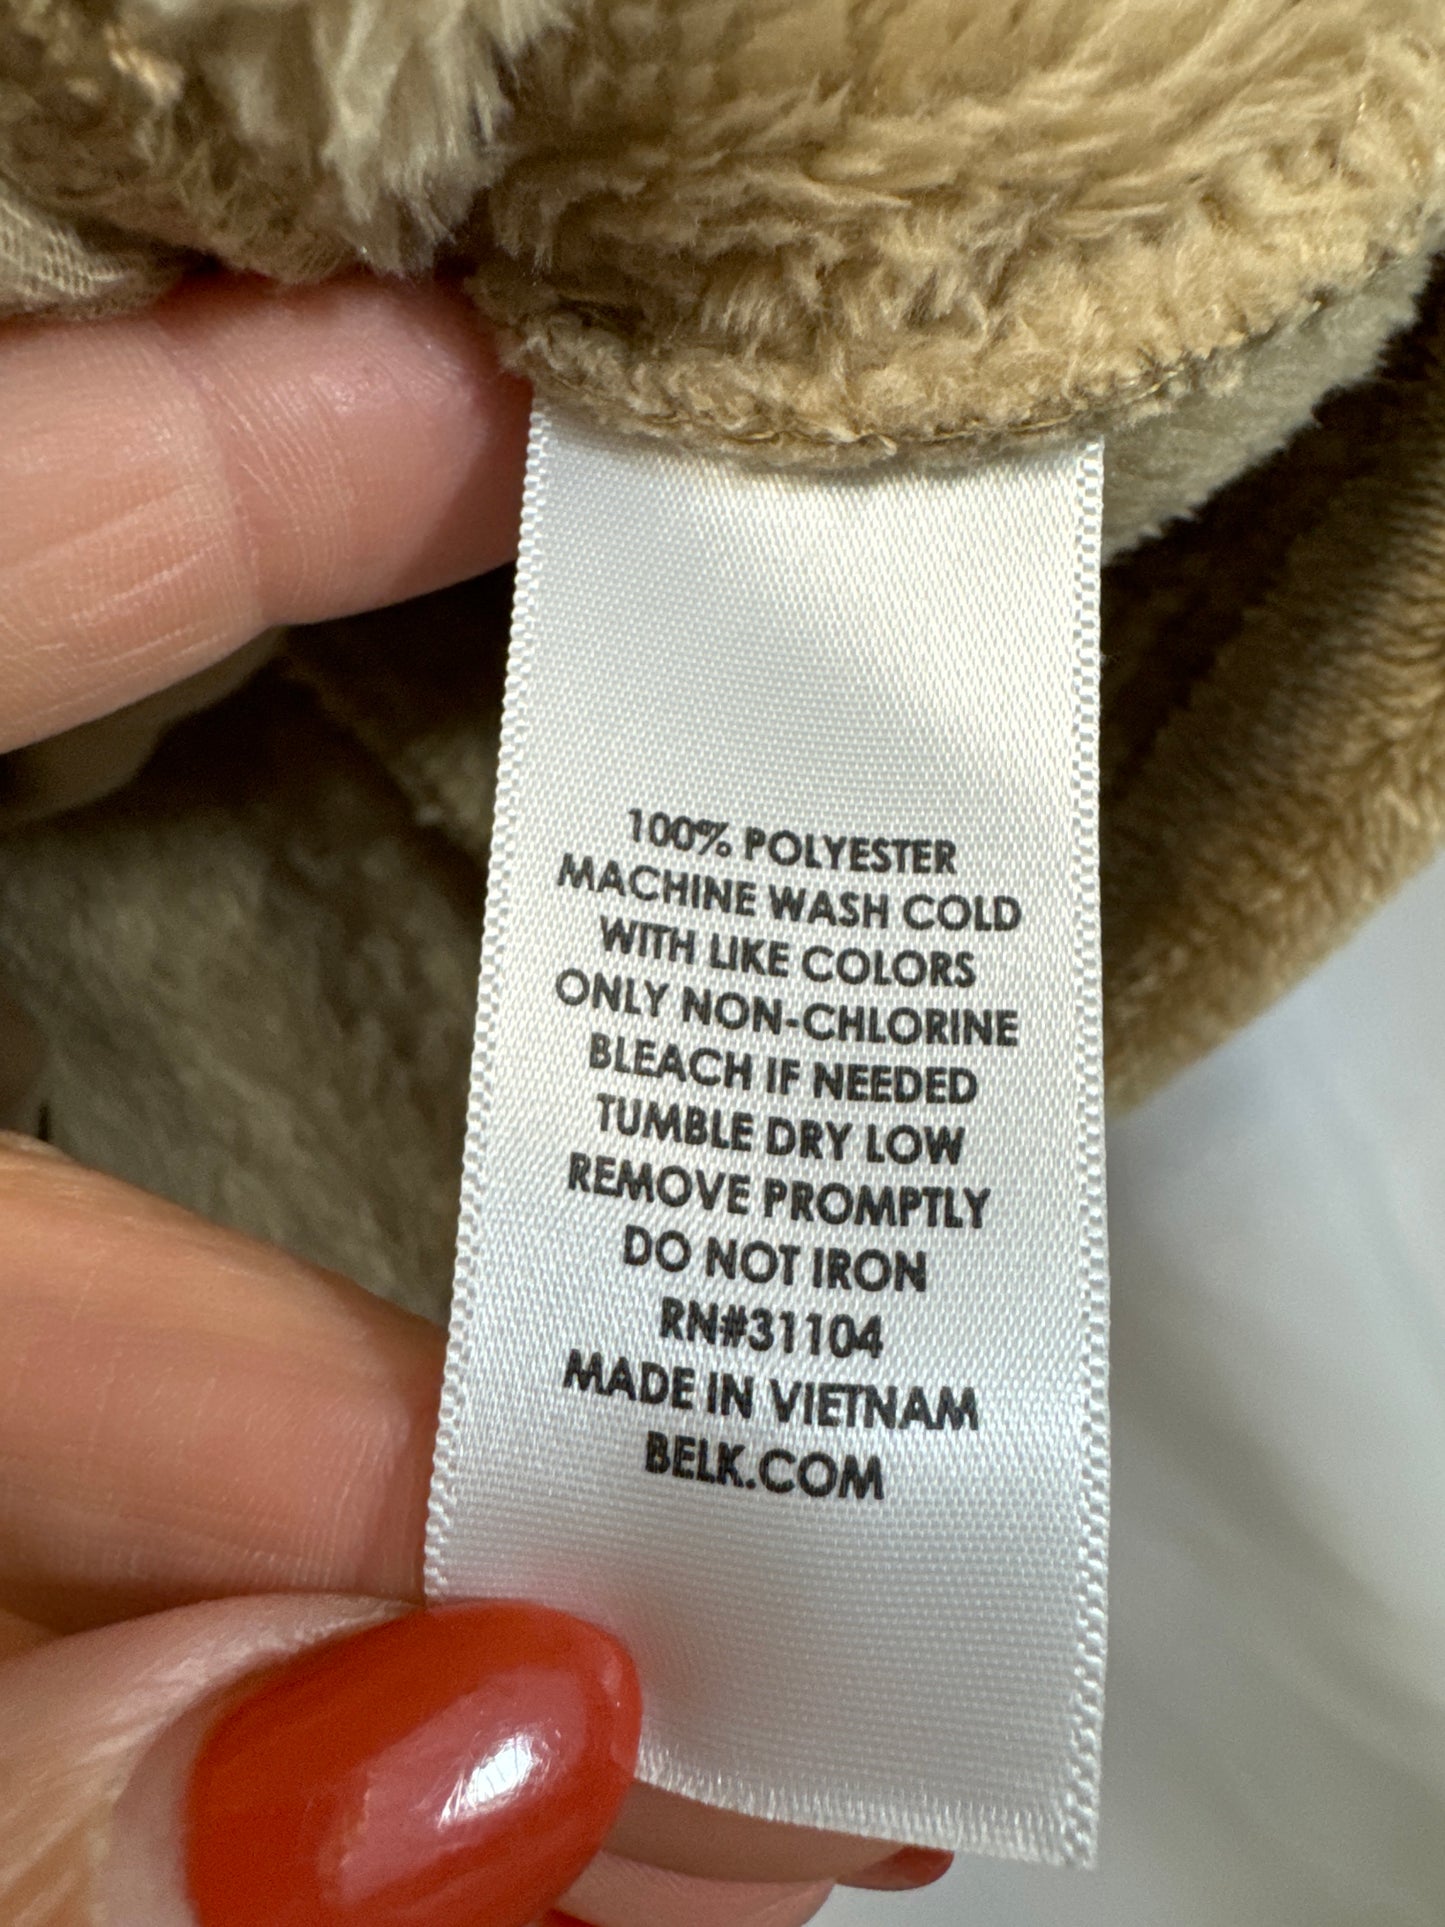 100% POLYESTER
MACHINE WASH COLD
WITH LIKE COLORS
ONLY NON-CHLORINE
BLEACH IF NEEDED
TUMBLE DRY LOW
REMOVE PROMPTLY
DO NOT IRON
RN#31104
MADE IN VIETNAM
BELK.COM